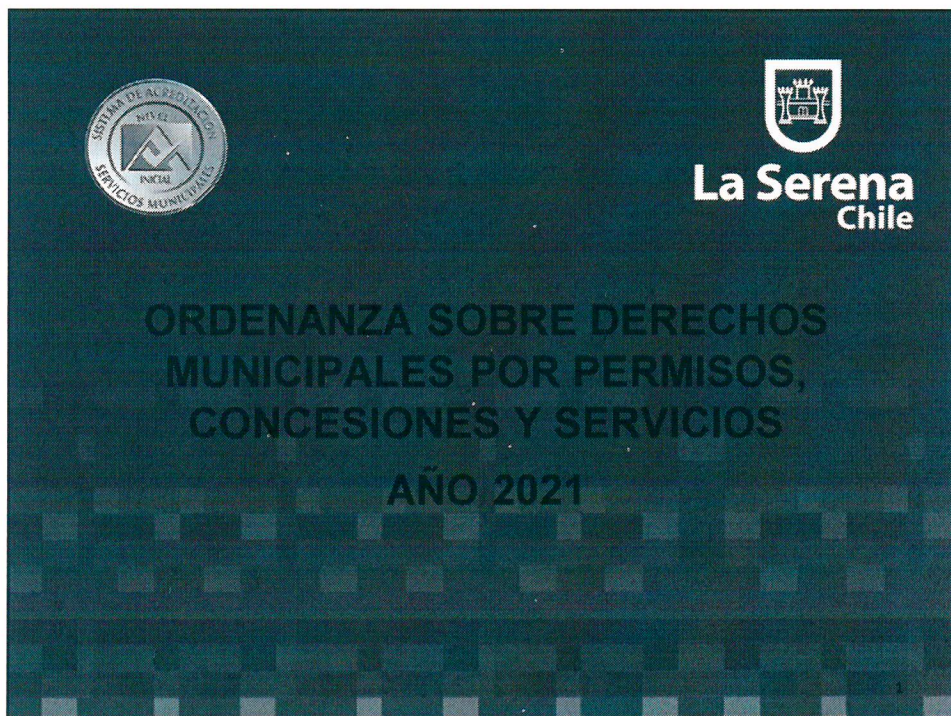 SISTEMA DE ACREDITACIÓN
NIVEL
INICIAL
SERVICIOS MUNICIPALES
La Serena
Chile
ORDENANZA SOBRE DERECHOS
MUNICIPALES POR PERMISOS,
CONCESIONES Y SERVICIOS
AÑO 2021
1